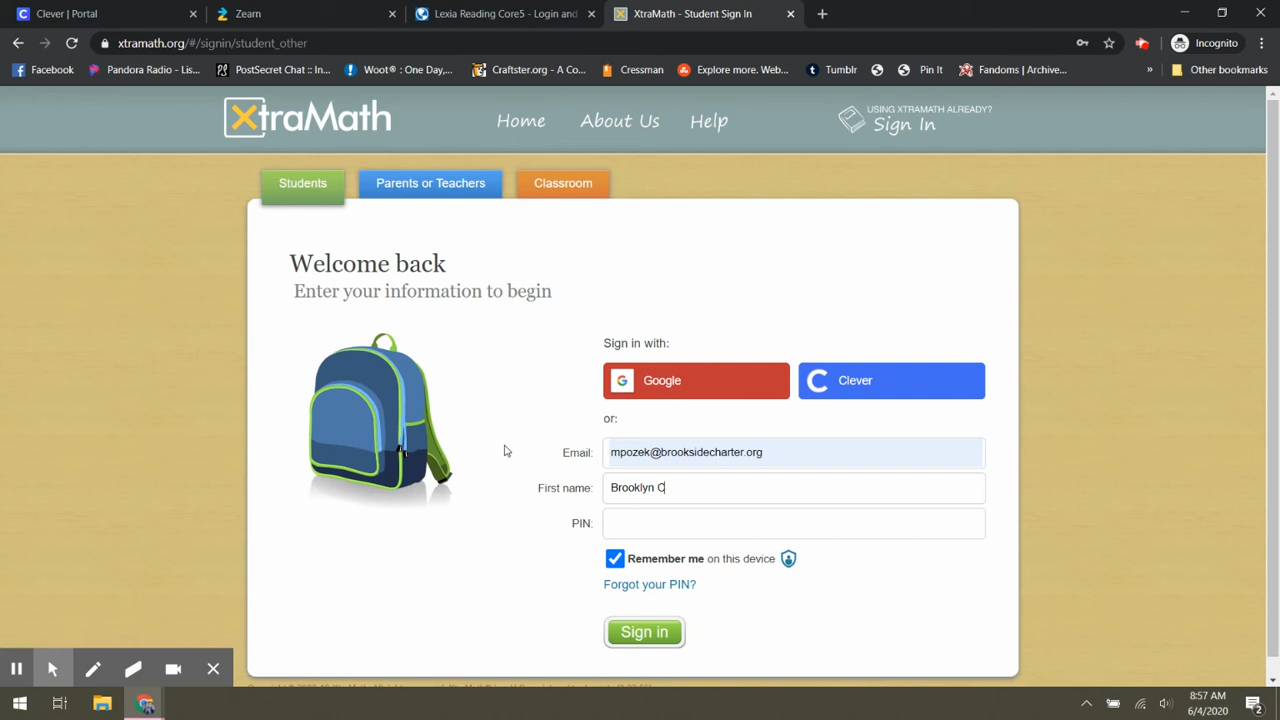 Clever | Portal
Zearn
Lexia Reading Core5 - Login and
XtraMath - Student Sign In
xtramath.org/#/signin/student_other
Incognito
Facebook
Pandora Radio - Lis...
PostSecret Chat :: In...
Woot® : One Day,...
Craftster.org - A Co...
Cressman
Explore more. Web...
Tumblr
Pin It
Fandoms | Archive...
»
Other bookmarks
XtraMath
Home
About Us
Help
USING XTRAMATH ALREADY?
Sign In
Students
Parents or Teachers
Classroom
Welcome back
Enter your information to begin
Sign in with:
Google
Clever
or:
Email: mpozek@brooksidecharter.org
First name: Brooklyn C
PIN:
Remember me on this device
Forgot your PIN?
Sign in
8:57 AM
6/4/2020
2